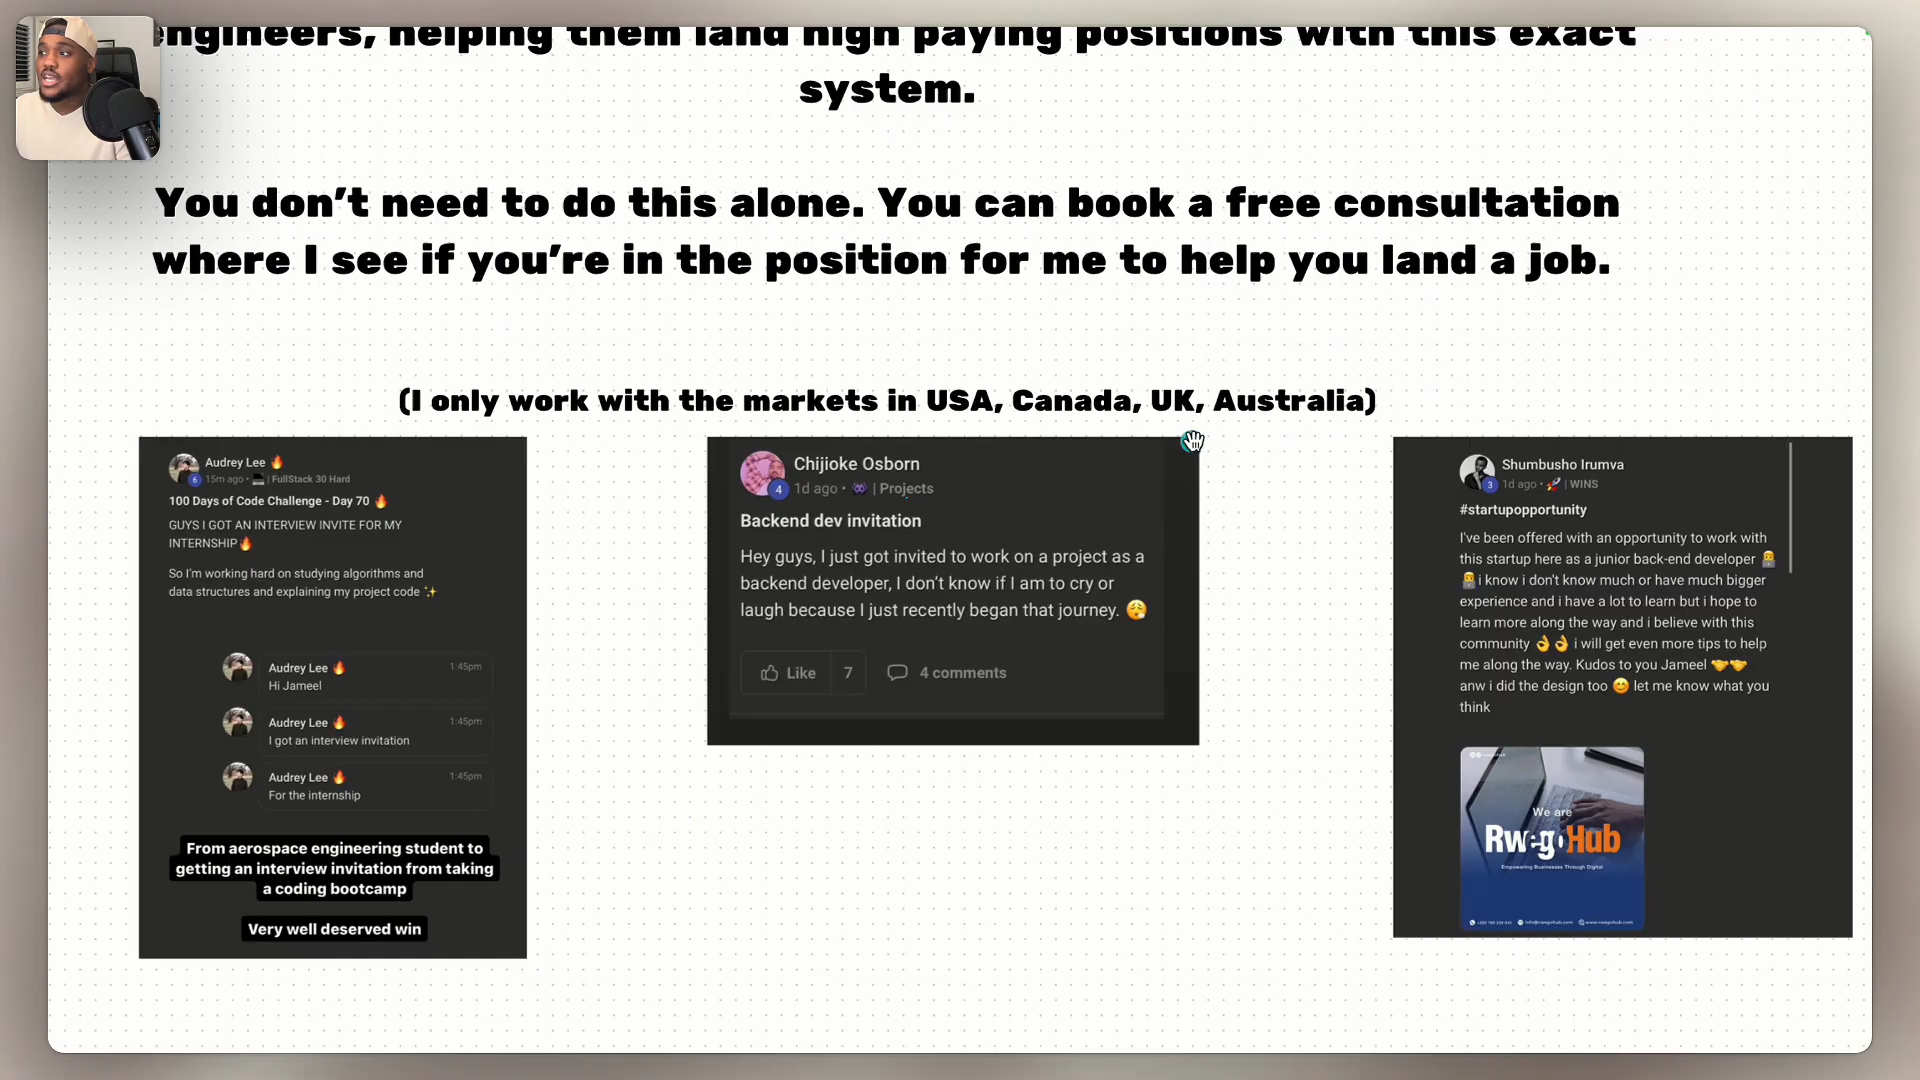 engineers, helping them land high paying positions with this exact
system.
You don't need to do this alone. You can book a free consultation
where I see if you're in the position for me to help you land a job.
(I only work with the markets in USA, Canada, UK, Australia)
Audrey Lee 🔥
6 15m ago • 💻 | FullStack 30 Hard
100 Days of Code Challenge - Day 70 🔥
GUYS I GOT AN INTERVIEW INVITE FOR MY
INTERNSHIP🔥
So I'm working hard on studying algorithms and
data structures and explaining my project code ✨
Audrey Lee 🔥 1:45pm
Hi Jameel
Audrey Lee 🔥 1:45pm
I got an interview invitation
Audrey Lee 🔥 1:45pm
For the internship
From aerospace engineering student to
getting an interview invitation from taking
a coding bootcamp
Very well deserved win
Chijioke Osborn
4 1d ago • 👾 | Projects
Backend dev invitation
Hey guys, I just got invited to work on a project as a
backend developer, I don't know if I am to cry or
laugh because I just recently began that journey. 😮‍💨
Like 7 4 comments
Shumbusho Irumva
3 1d ago • 🚀 | WINS
#startupopportunity
I've been offered with an opportunity to work with
this startup here as a junior back-end developer 👨‍💻
👨‍💻i know i don't know much or have much bigger
experience and i have a lot to learn but i hope to
learn more along the way and i believe with this
community 👌👌 i will get even more tips to help
me along the way. Kudos to you Jameel 🤝🤝
anw i did the design too 😊 let me know what you
think
We are
RwegoHub
Empowering Businesses Through Digital
info@rwegohub.com www.rwegohub.com